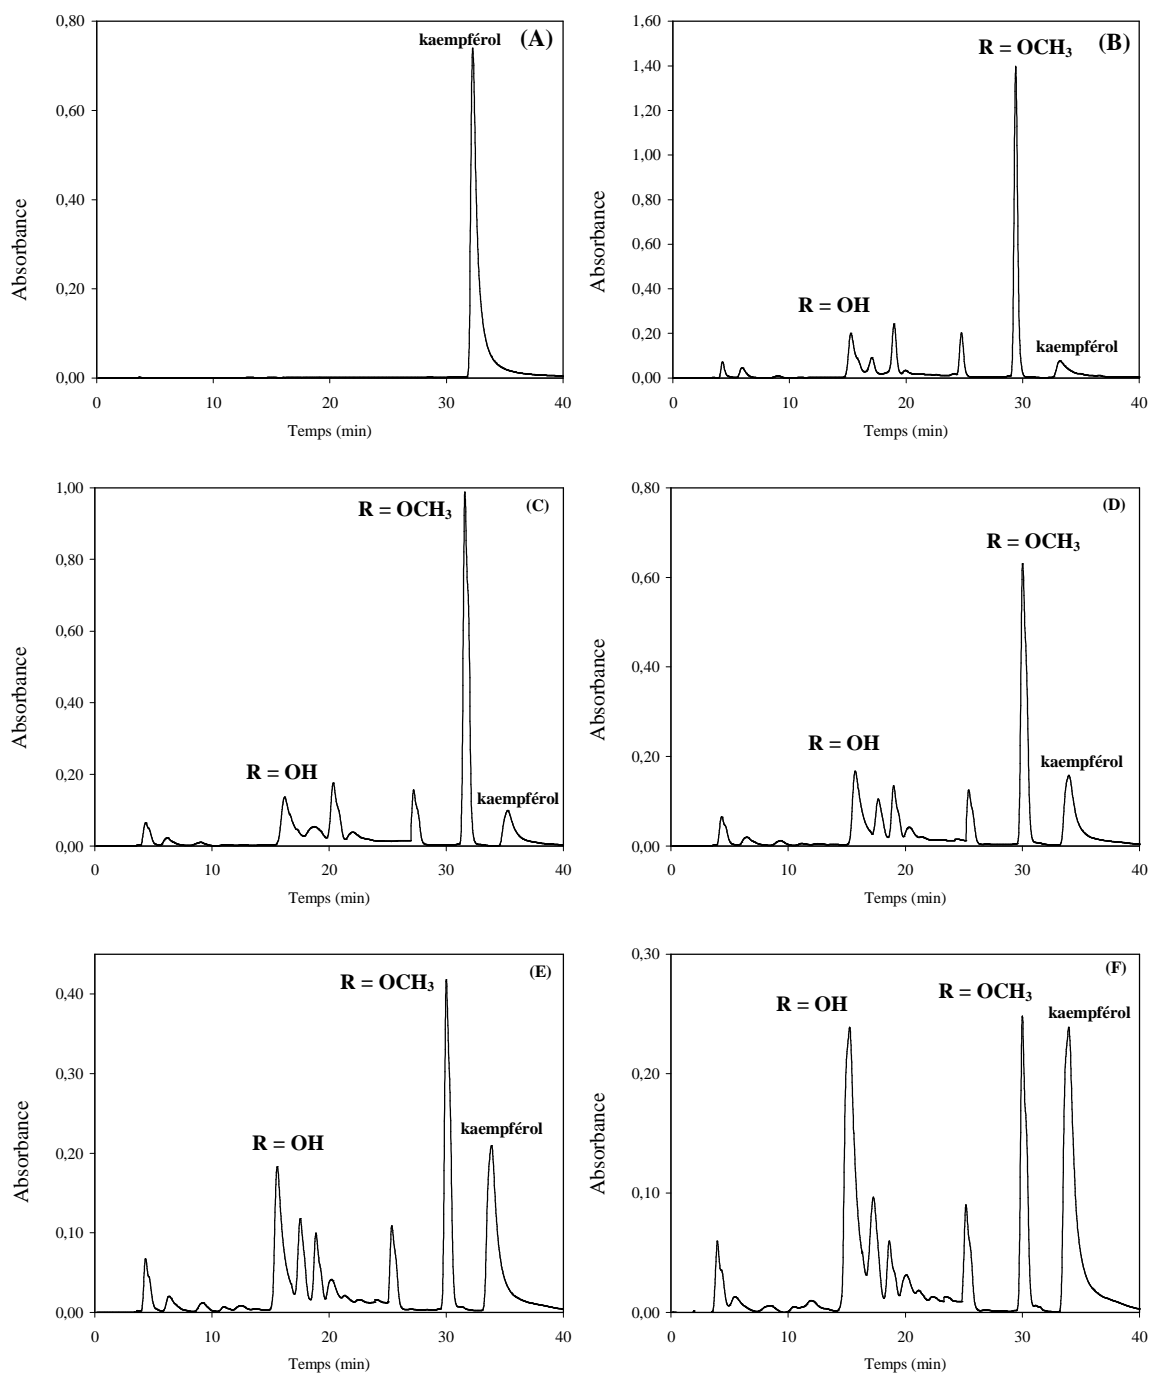 kaempférol (A)
0,80
0,60
0,40
0,20
0,00
Absorbance
0 10 20 30 40
Temps (min)
R = OCH₃ (B)
1,60
1,40
1,20
1,00
0,80
0,60
0,40
0,20
0,00
Absorbance
R = OH
kaempférol
0 10 20 30 40
Temps (min)
R = OCH₃ (C)
1,00
0,80
0,60
0,40
0,20
0,00
Absorbance
R = OH
kaempférol
0 10 20 30 40
Temps (min)
(D)
R = OCH₃
0,80
0,60
0,40
0,20
0,00
Absorbance
R = OH
kaempférol
0 10 20 30 40
Temps (min)
R = OCH₃ (E)
0,40
0,30
0,20
0,10
0,00
Absorbance
R = OH
kaempférol
0 10 20 30 40
Temps (min)
(F)
R = OH
R = OCH₃
kaempférol
0,30
0,20
0,10
0,00
Absorbance
0 10 20 30 40
Temps (min)